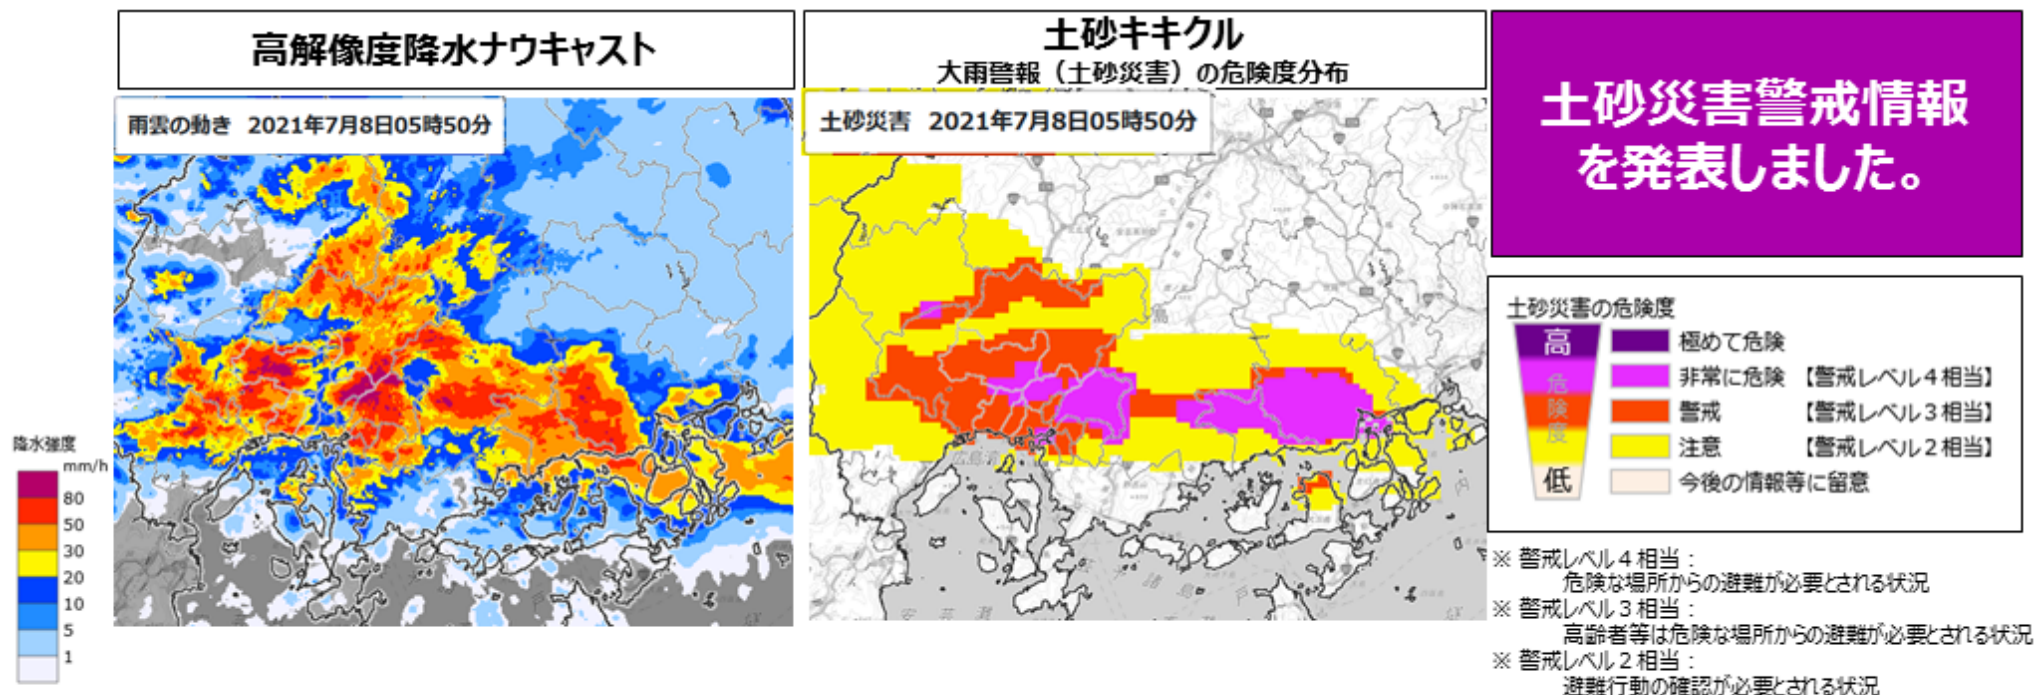 高解像度降水ナウキャスト
雨雲の動き 2021年7月8日05時50分
降水強度
mm/h
80
50
30
20
10
5
1
土砂キキクル
大雨警報（土砂災害）の危険度分布
土砂災害 2021年7月8日05時50分
島
広島湾
土砂災害警戒情報
を発表しました。
土砂災害の危険度
高
危
険
度
低
極めて危険
非常に危険 【警戒レベル４相当】
警戒 【警戒レベル３相当】
注意 【警戒レベル２相当】
今後の情報等に留意
※ 警戒レベル４相当：
危険な場所からの避難が必要とされる状況
※ 警戒レベル３相当：
高齢者等は危険な場所からの避難が必要とされる状況
※ 警戒レベル２相当：
避難行動の確認が必要とされる状況